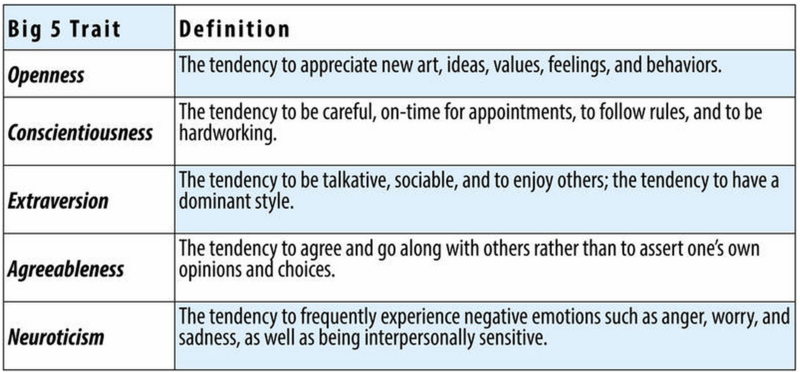 Big 5 Trait
Definition
Openness
The tendency to appreciate new art, ideas, values, feelings, and behaviors.
Conscientiousness
The tendency to be careful, on-time for appointments, to follow rules, and to be
hardworking.
Extraversion
The tendency to be talkative, sociable, and to enjoy others; the tendency to have a
dominant style.
Agreeableness
The tendency to agree and go along with others rather than to assert one's own
opinions and choices.
Neuroticism
The tendency to frequently experience negative emotions such as anger, worry, and
sadness, as well as being interpersonally sensitive.